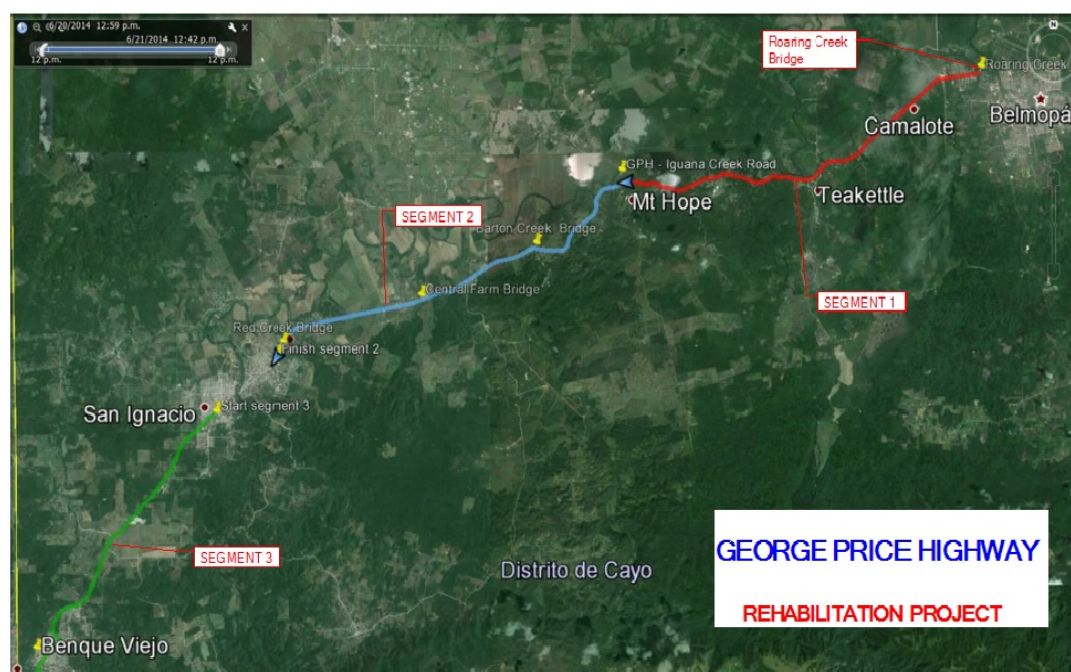 6/20/2014 12:59 p.m.
6/21/2014 12:42 p.m.
12 p.m.
12 p.m.
N
Roaring Creek
Bridge
Roaring Creek
Belmopá
Camalote
GPH - Iguana Creek Road
Mt Hope
Teakettle
SEGMENT 2
Barton Creek Bridge
Central Farm Bridge
SEGMENT 1
Red Creek Bridge
Finish segment 2
San Ignacio
Start segment 3
SEGMENT 3
Distrito de Cayo
Benque Viejo
GEORGE PRICE HIGHWAY
REHABILITATION PROJECT